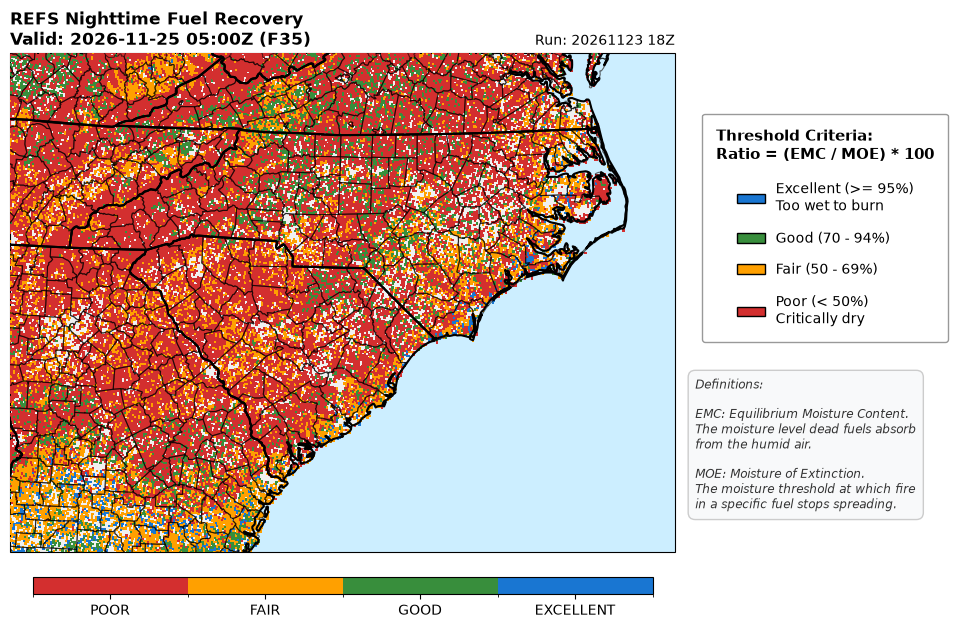 REFS Nighttime Fuel Recovery
Valid: 2026-11-25 05:00Z (F35)
Run: 20261123 18Z
Threshold Criteria:
Ratio = (EMC / MOE) * 100
Excellent (>= 95%)
Too wet to burn
Good (70 - 94%)
Fair (50 - 69%)
Poor (< 50%)
Critically dry
Definitions:
EMC: Equilibrium Moisture Content.
The moisture level dead fuels absorb
from the humid air.
MOE: Moisture of Extinction.
The moisture threshold at which fire
in a specific fuel stops spreading.
POOR
FAIR
GOOD
EXCELLENT